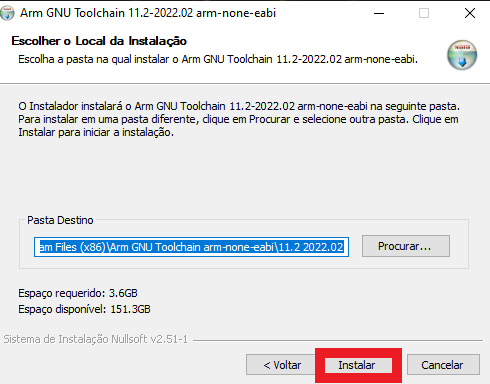 Arm GNU Toolchain 11.2-2022.02 arm-none-eabi
Escolher o Local da Instalação
Escolha a pasta na qual instalar o Arm GNU Toolchain 11.2-2022.02 arm-none-eabi.
O Instalador instalará o Arm GNU Toolchain 11.2-2022.02 arm-none-eabi na seguinte pasta.
Para instalar em uma pasta diferente, clique em Procurar e selecione outra pasta. Clique em
Instalar para iniciar a instalação.
Pasta Destino
am Files (x86)\Arm GNU Toolchain arm-none-eabi\11.2 2022.02
Procurar...
Espaço requerido: 3.6GB
Espaço disponível: 151.3GB
Sistema de Instalação Nullsoft v2.51-1
< Voltar
Instalar
Cancelar